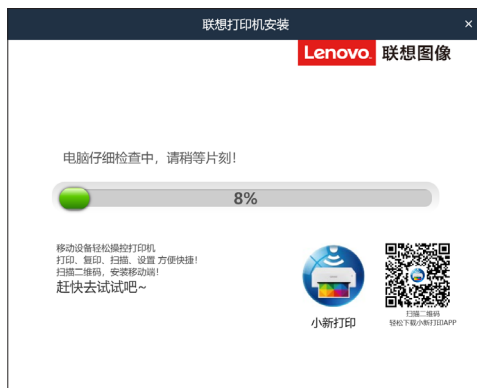 联想打印机安装
×
Lenovo. 联想图像
电脑仔细检查中，请稍等片刻！
8%
移动设备轻松操控打印机
打印、复印、扫描、设置 方便快捷！
扫描二维码，安装移动端！
赶快去试试吧~
小新打印
扫描二维码
轻松下载小新打印APP